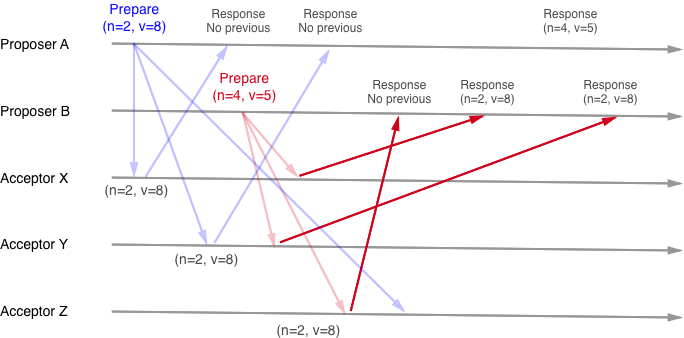 Prepare
(n=2, v=8)
Response
No previous
Response
No previous
Response
(n=4, v=5)
Proposer A
Prepare
(n=4, v=5)
Response
No previous
Response
(n=2, v=8)
Response
(n=2, v=8)
Proposer B
Acceptor X
(n=2, v=8)
Acceptor Y
(n=2, v=8)
Acceptor Z
(n=2, v=8)